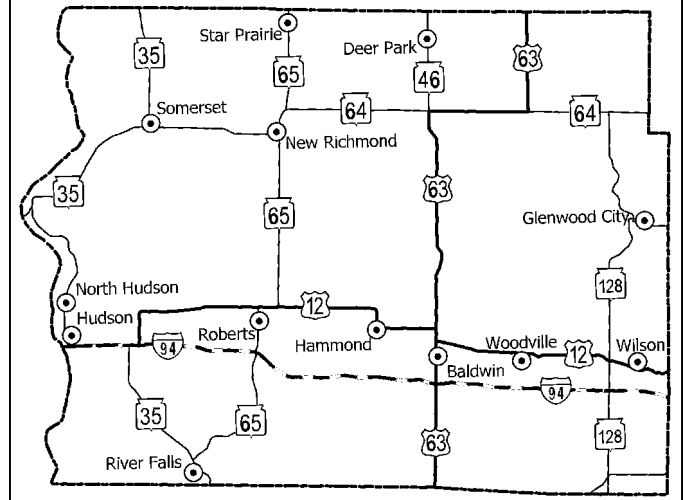 Star Prairie
35
Deer Park
63
65
46
Somerset
64
64
New Richmond
35
63
65
Glenwood City
North Hudson
128
12
Hudson
Roberts
Hammond
Woodville
Wilson
94
12
Baldwin
94
35
65
63
128
River Falls